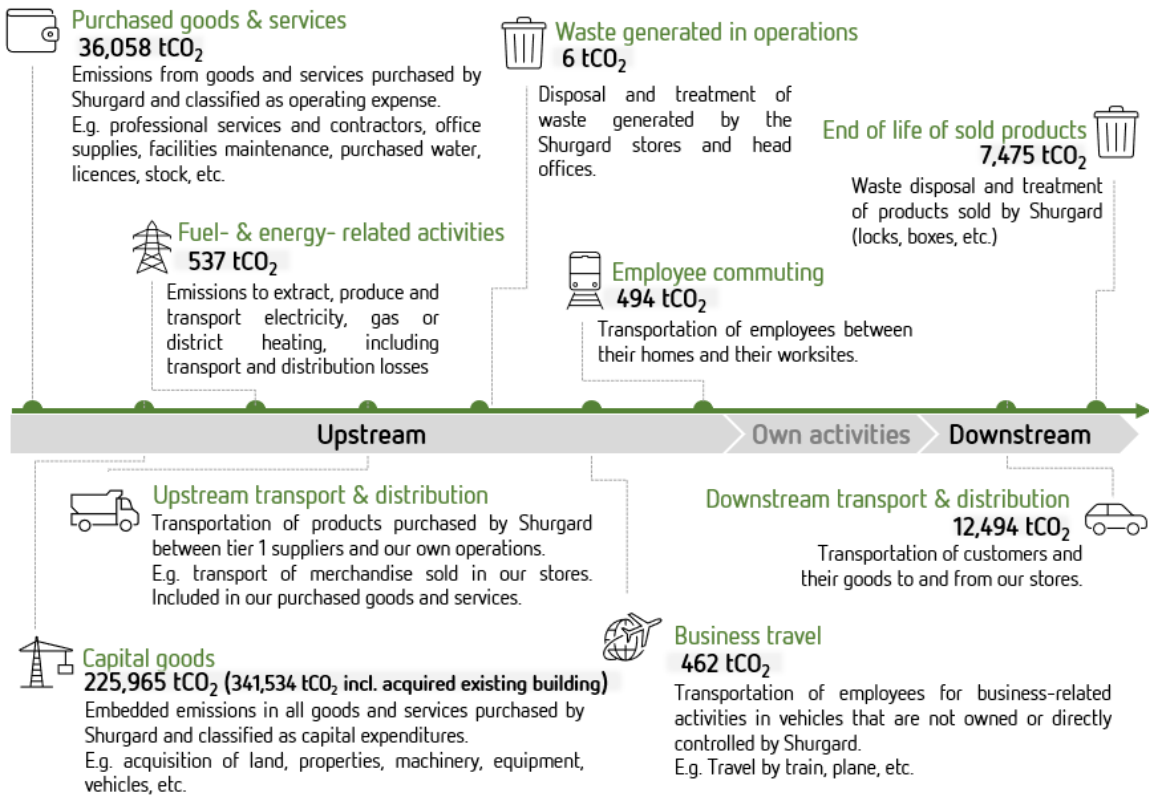 Purchased goods & services
36,058 tCO₂
Emissions from goods and services purchased by
Shurgard and classified as operating expense.
E.g. professional services and contractors, office
supplies, facilities maintenance, purchased water,
licences, stock, etc.
Waste generated in operations
6 tCO₂
Disposal and treatment of
waste generated by the
Shurgard stores and head
offices.
End of life of sold products
7,475 tCO₂
Waste disposal and treatment
of products sold by Shurgard
(locks, boxes, etc.)
Fuel- & energy- related activities
537 tCO₂
Emissions to extract, produce and
transport electricity, gas or
district heating, including
transport and distribution losses
Employee commuting
494 tCO₂
Transportation of employees between
their homes and their worksites.
Upstream
Own activities
Downstream
Upstream transport & distribution
Transportation of products purchased by Shurgard
between tier 1 suppliers and our own operations.
E.g. transport of merchandise sold in our stores.
Included in our purchased goods and services.
Downstream transport & distribution
12,494 tCO₂
Transportation of customers and
their goods to and from our stores.
Capital goods
225,965 tCO₂ (341,534 tCO₂ incl. acquired existing building)
Embedded emissions in all goods and services purchased by
Shurgard and classified as capital expenditures.
E.g. acquisition of land, properties, machinery, equipment,
vehicles, etc.
Business travel
462 tCO₂
Transportation of employees for business-related
activities in vehicles that are not owned or directly
controlled by Shurgard.
E.g. Travel by train, plane, etc.